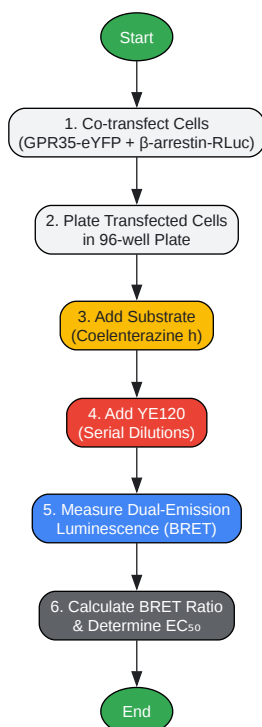 Start
1. Co-transfect Cells
(GPR35-eYFP + β-arrestin-RLuc)
2. Plate Transfected Cells
in 96-well Plate
3. Add Substrate
(Coelenterazine h)
4. Add YE120
(Serial Dilutions)
5. Measure Dual-Emission
Luminescence (BRET)
6. Calculate BRET Ratio
& Determine EC₅₀
End